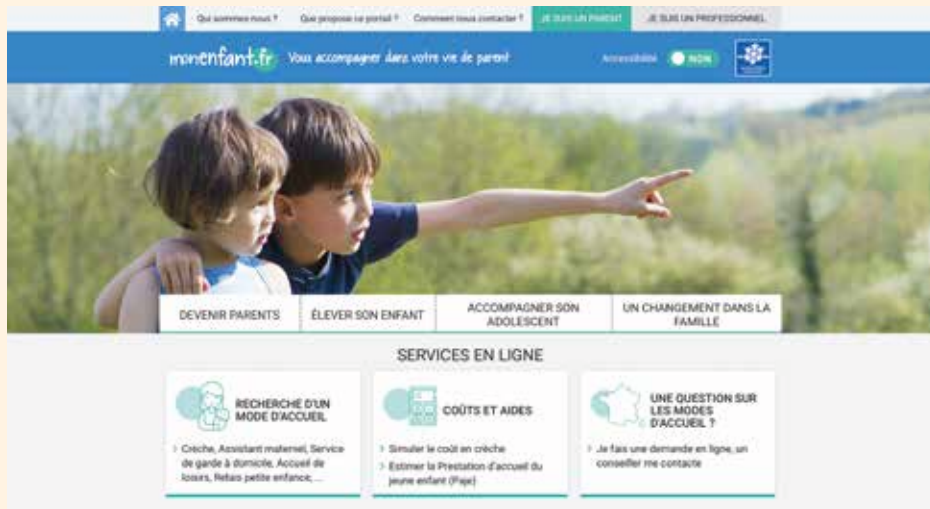 Qui sommes-nous ?
Que propose ce portail ?
Comment nous contacter ?
JE SUIS UN PARENT
JE SUIS UN PROFESSIONNEL
monenfant.fr
Vous accompagner dans votre vie de parent
Accessibilité
NON
DEVENIR PARENTS
ÉLEVER SON ENFANT
ACCOMPAGNER SON
ADOLESCENT
UN CHANGEMENT DANS LA
FAMILLE
SERVICES EN LIGNE
RECHERCHE D'UN
MODE D'ACCUEIL
> Crèche, Assistant maternel, Service
de garde à domicile, Accueil de
loisirs, Relais petite enfance, ...
COÛTS ET AIDES
> Simuler le coût en crèche
> Estimer la Prestation d'accueil du
jeune enfant (Paje)
UNE QUESTION SUR
LES MODES
D'ACCUEIL ?
> Je fais une demande en ligne, un
conseiller me contacte